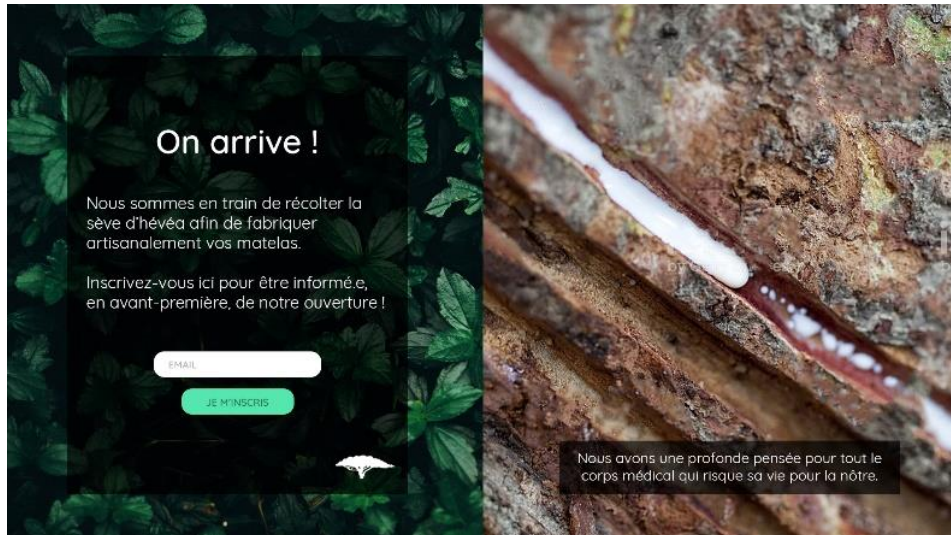 On arrive !
Nous sommes en train de récolter la
sève d'hévéa afin de fabriquer
artisanalement vos matelas.
Inscrivez-vous ici pour être informé.e,
en avant-première, de notre ouverture !
EMAIL
JE M'INSCRIS
Nous avons une profonde pensée pour tout le
corps médical qui risque sa vie pour la nôtre.